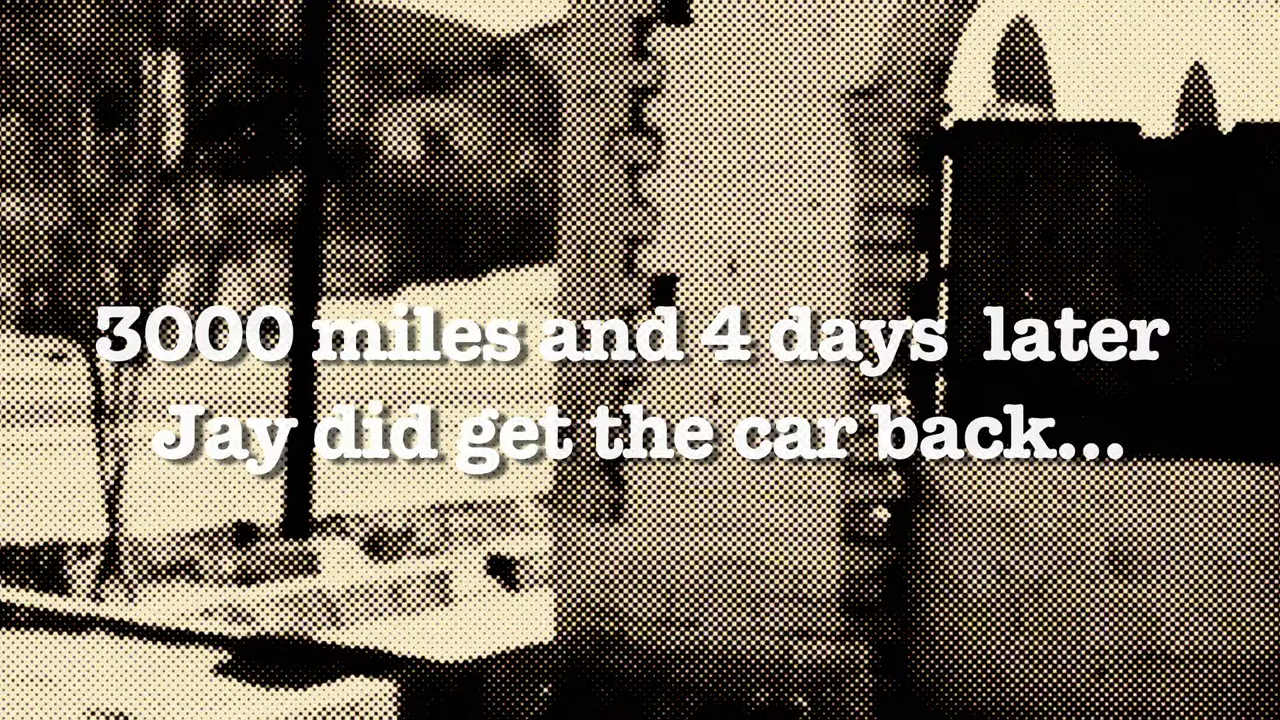 3000 miles and 4 days  later
Jay did get the car back...